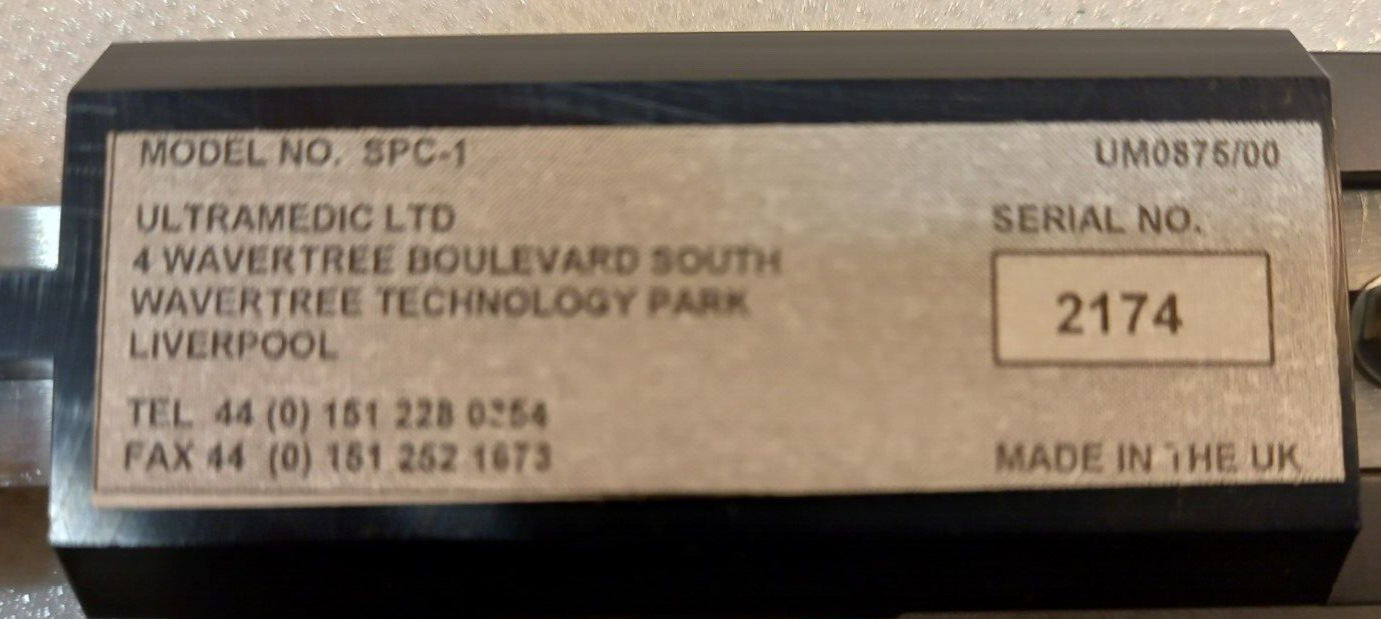 MODEL NO. SPC-1
UM0875/00
ULTRAMEDIC LTD
4 WAVERTREE BOULEVARD SOUTH
WAVERTREE TECHNOLOGY PARK
LIVERPOOL
SERIAL NO.
2174
TEL 44 (0) 151 228 0354
FAX 44 (0) 151 252 1673
MADE IN THE UK